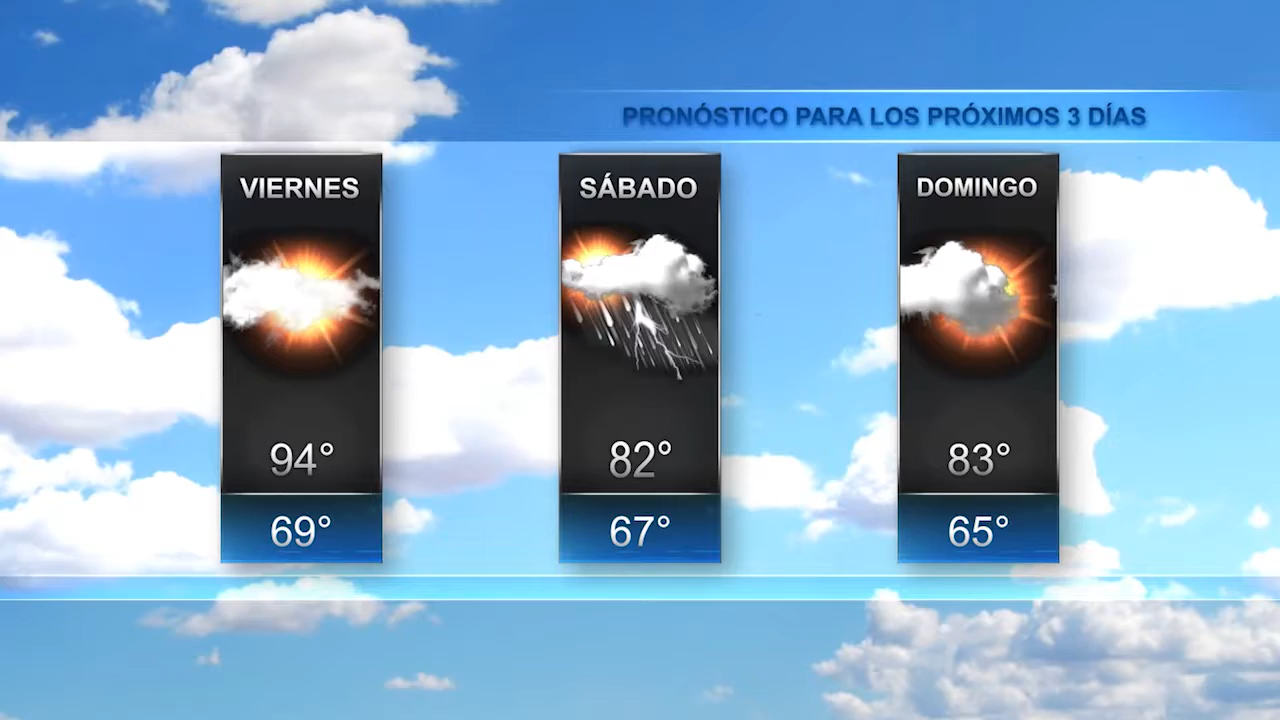 PRONÓSTICO PARA LOS PRÓXIMOS 3 DÍAS
VIERNES
94°
69°
SÁBADO
82°
67°
DOMINGO
83°
65°